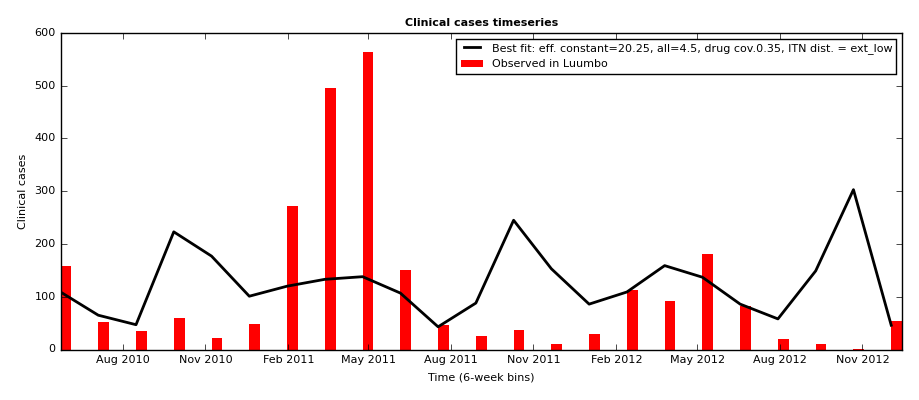 Clinical cases timeseries
Best fit: eff. constant=20.25, all=4.5, drug cov.0.35, ITN dist. = ext_low
Observed in Luumbo
Clinical cases
600
500
400
300
200
100
0
Aug 2010 Nov 2010 Feb 2011 May 2011 Aug 2011 Nov 2011 Feb 2012 May 2012 Aug 2012 Nov 2012
Time (6-week bins)